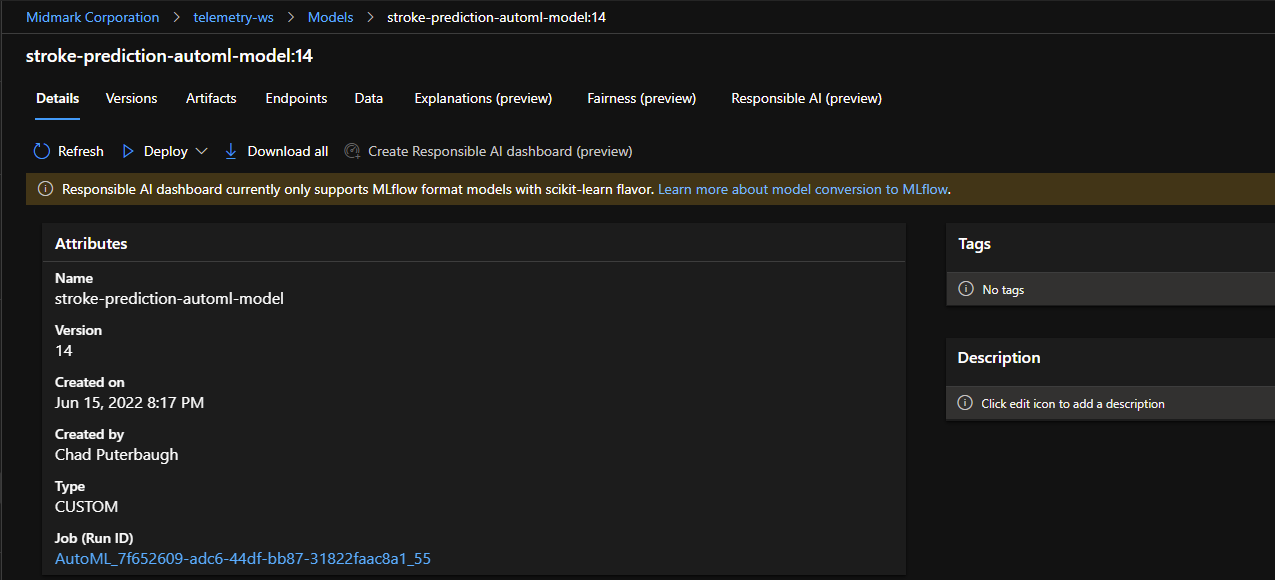 Midmark Corporation > telemetry-ws > Models > stroke-prediction-automl-model:14
stroke-prediction-automl-model:14
Details Versions Artifacts Endpoints Data Explanations (preview) Fairness (preview) Responsible AI (preview)
Refresh Deploy Download all Create Responsible AI dashboard (preview)
Responsible AI dashboard currently only supports MLflow format models with scikit-learn flavor. Learn more about model conversion to MLflow.
Attributes
Name
stroke-prediction-automl-model
Version
14
Created on
Jun 15, 2022 8:17 PM
Created by
Chad Puterbaugh
Type
CUSTOM
Job (Run ID)
AutoML_7f652609-adc6-44df-bb87-31822faac8a1_55
Tags
No tags
Description
Click edit icon to add a description